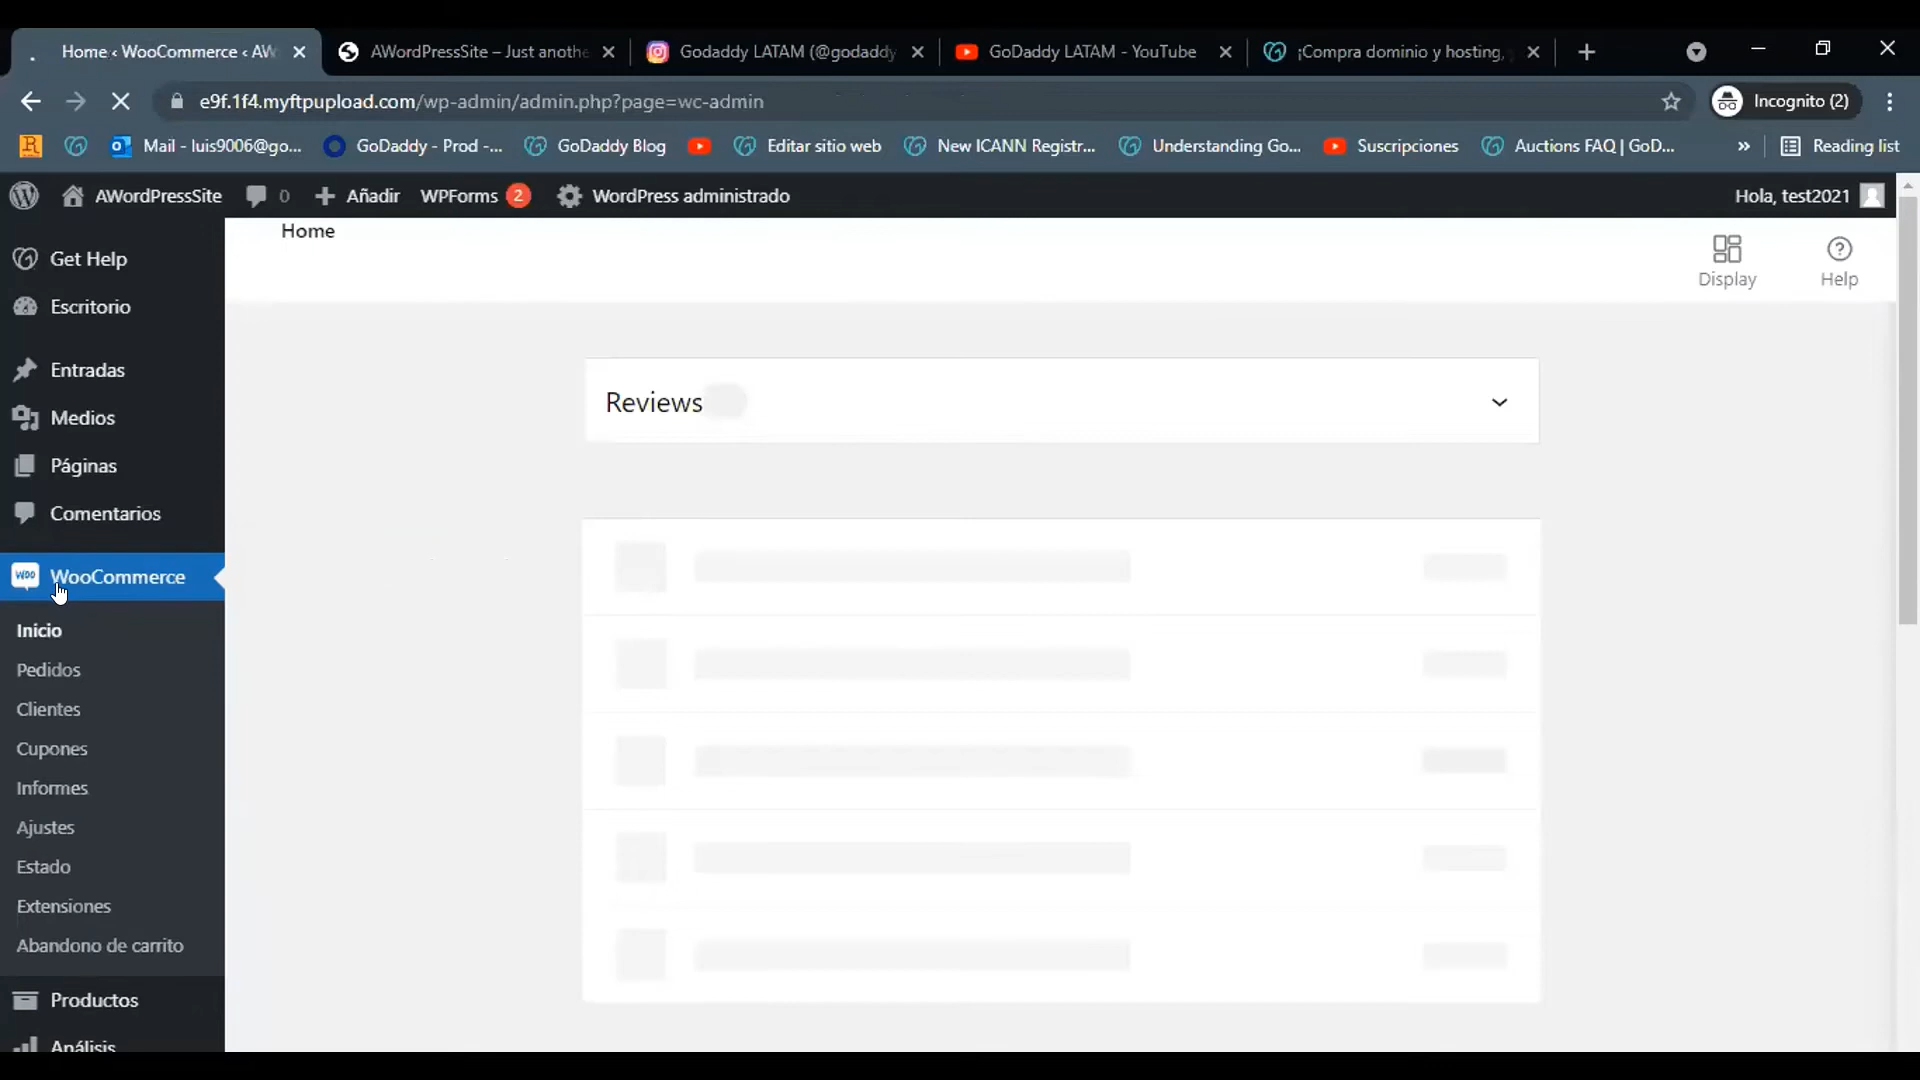 Home ‹ WooCommerce ‹ AW
AWordPressSite – Just anothe
Godaddy LATAM (@godaddy
GoDaddy LATAM - YouTube
¡Compra dominio y hosting,
e9f.1f4.myftpupload.com/wp-admin/admin.php?page=wc-admin
Incognito (2)
Mail - luis9006@go...
GoDaddy - Prod -...
GoDaddy Blog
Editar sitio web
New ICANN Registr...
Understanding Go...
Suscripciones
Auctions FAQ | GoD...
»
Reading list
AWordPressSite
0
Añadir
WPForms 2
WordPress administrado
Hola, test2021
Home
Display
Help
Get Help
Escritorio
Entradas
Medios
Páginas
Comentarios
WOO
WooCommerce
Inicio
Pedidos
Clientes
Cupones
Informes
Ajustes
Estado
Extensiones
Abandono de carrito
Productos
Análisis
Reviews